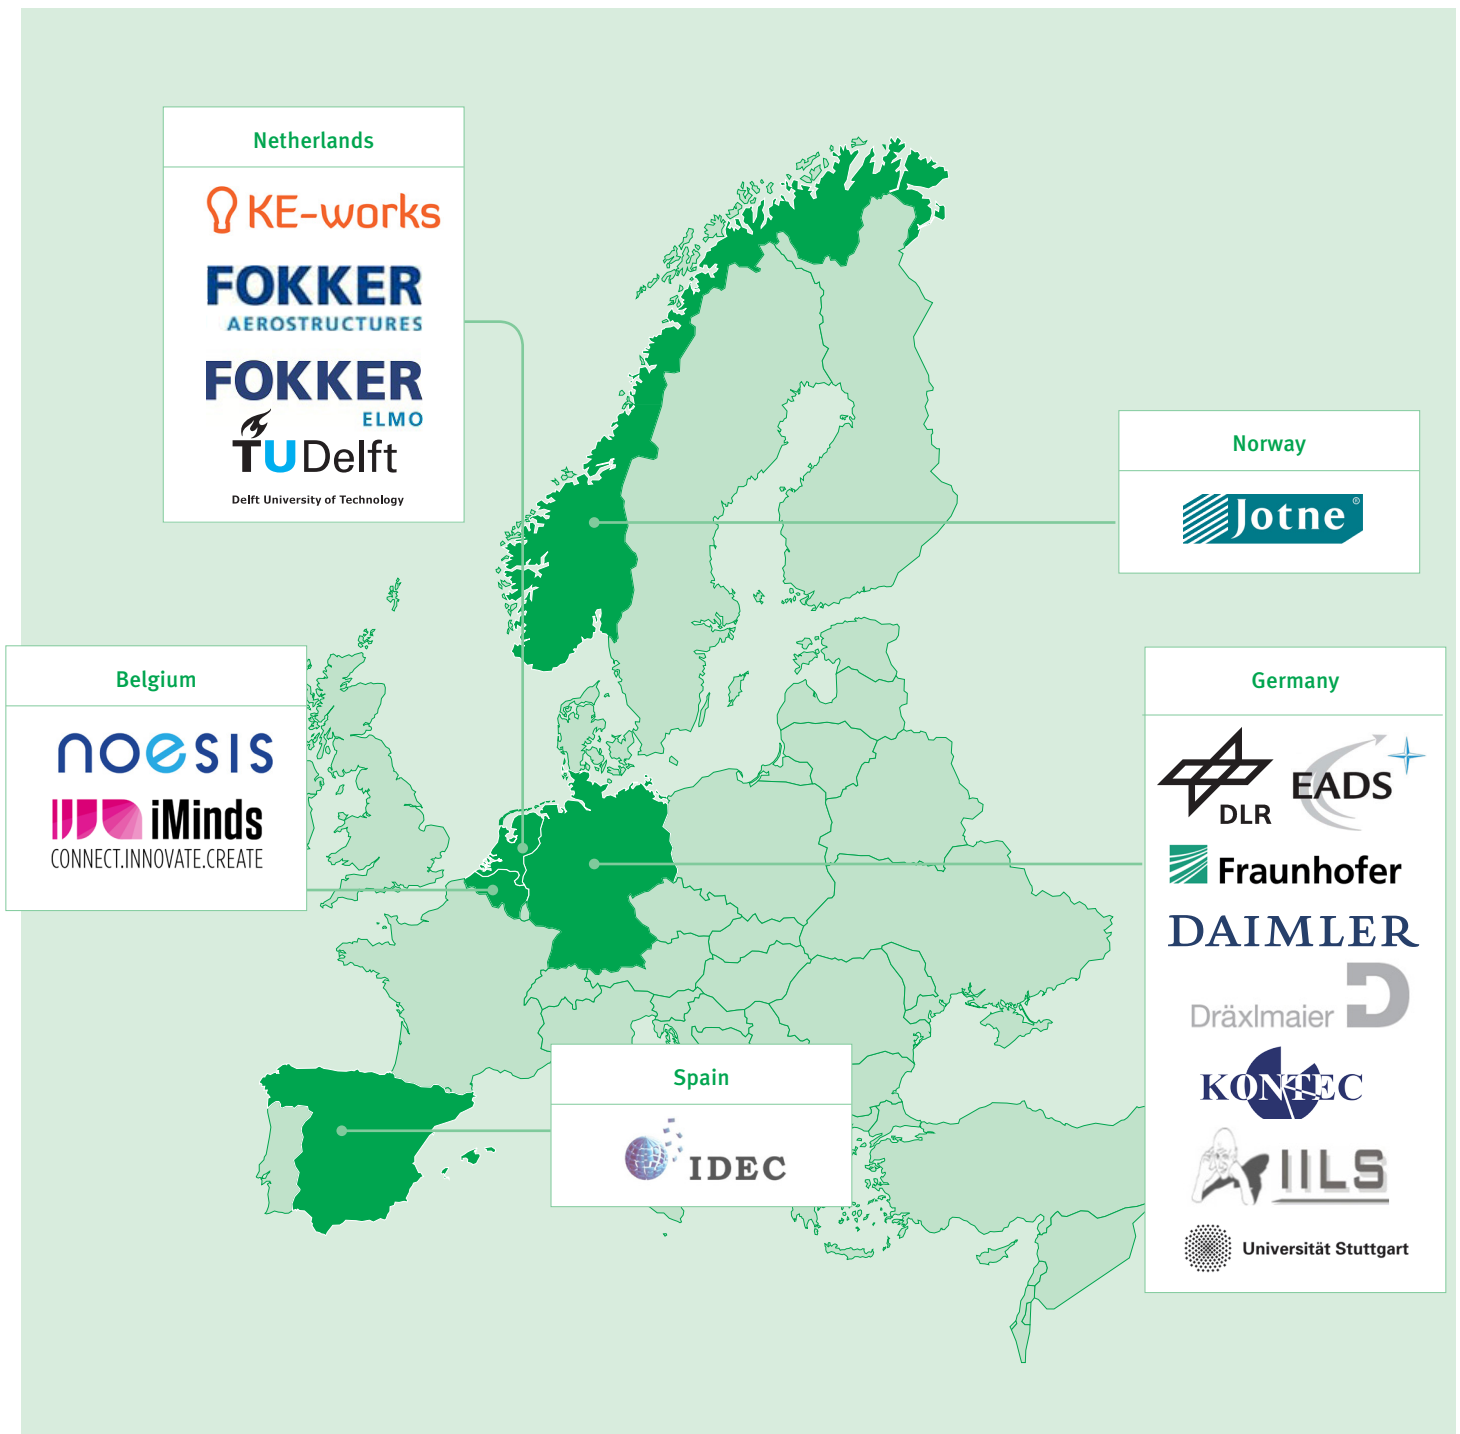 Netherlands
KE-works
FOKKER
AEROSTRUCTURES
FOKKER
ELMO
TUDelft
Delft University of Technology
Norway
Jotne®
Belgium
noesis
iMinds
CONNECT.INNOVATE.CREATE
Germany
DLR
EADS
Fraunhofer
DAIMLER
Dräxlmaier
KONTEC
IILS
Universität Stuttgart
Spain
IDEC